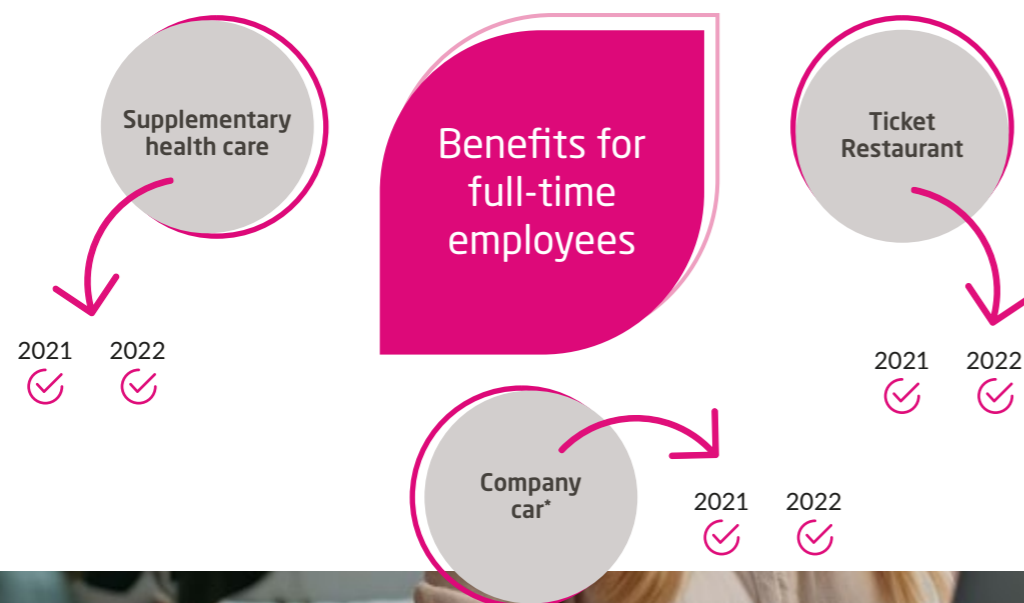 Supplementary
health care
2021 2022
Benefits for
full-time
employees
Ticket
Restaurant
2021 2022
Company
car*
2021 2022